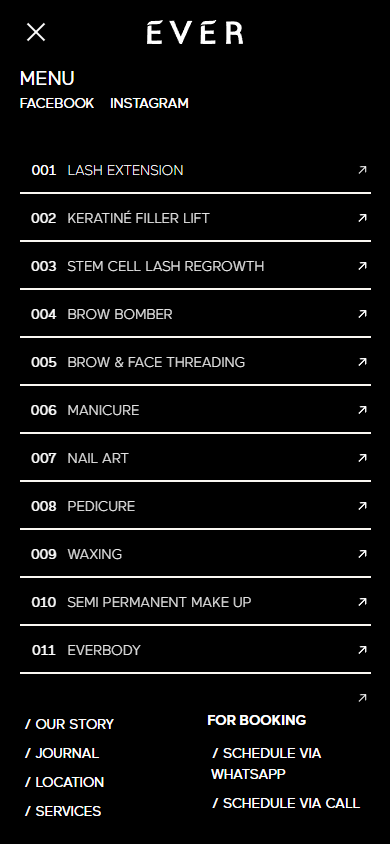 EVER
MENU
FACEBOOK INSTAGRAM
001 LASH EXTENSION
002 KERATINÉ FILLER LIFT
003 STEM CELL LASH REGROWTH
004 BROW BOMBER
005 BROW & FACE THREADING
006 MANICURE
007 NAIL ART
008 PEDICURE
009 WAXING
010 SEMI PERMANENT MAKE UP
011 EVERBODY
/ OUR STORY
/ JOURNAL
/ LOCATION
/ SERVICES
FOR BOOKING
/ SCHEDULE VIA
WHATSAPP
/ SCHEDULE VIA CALL